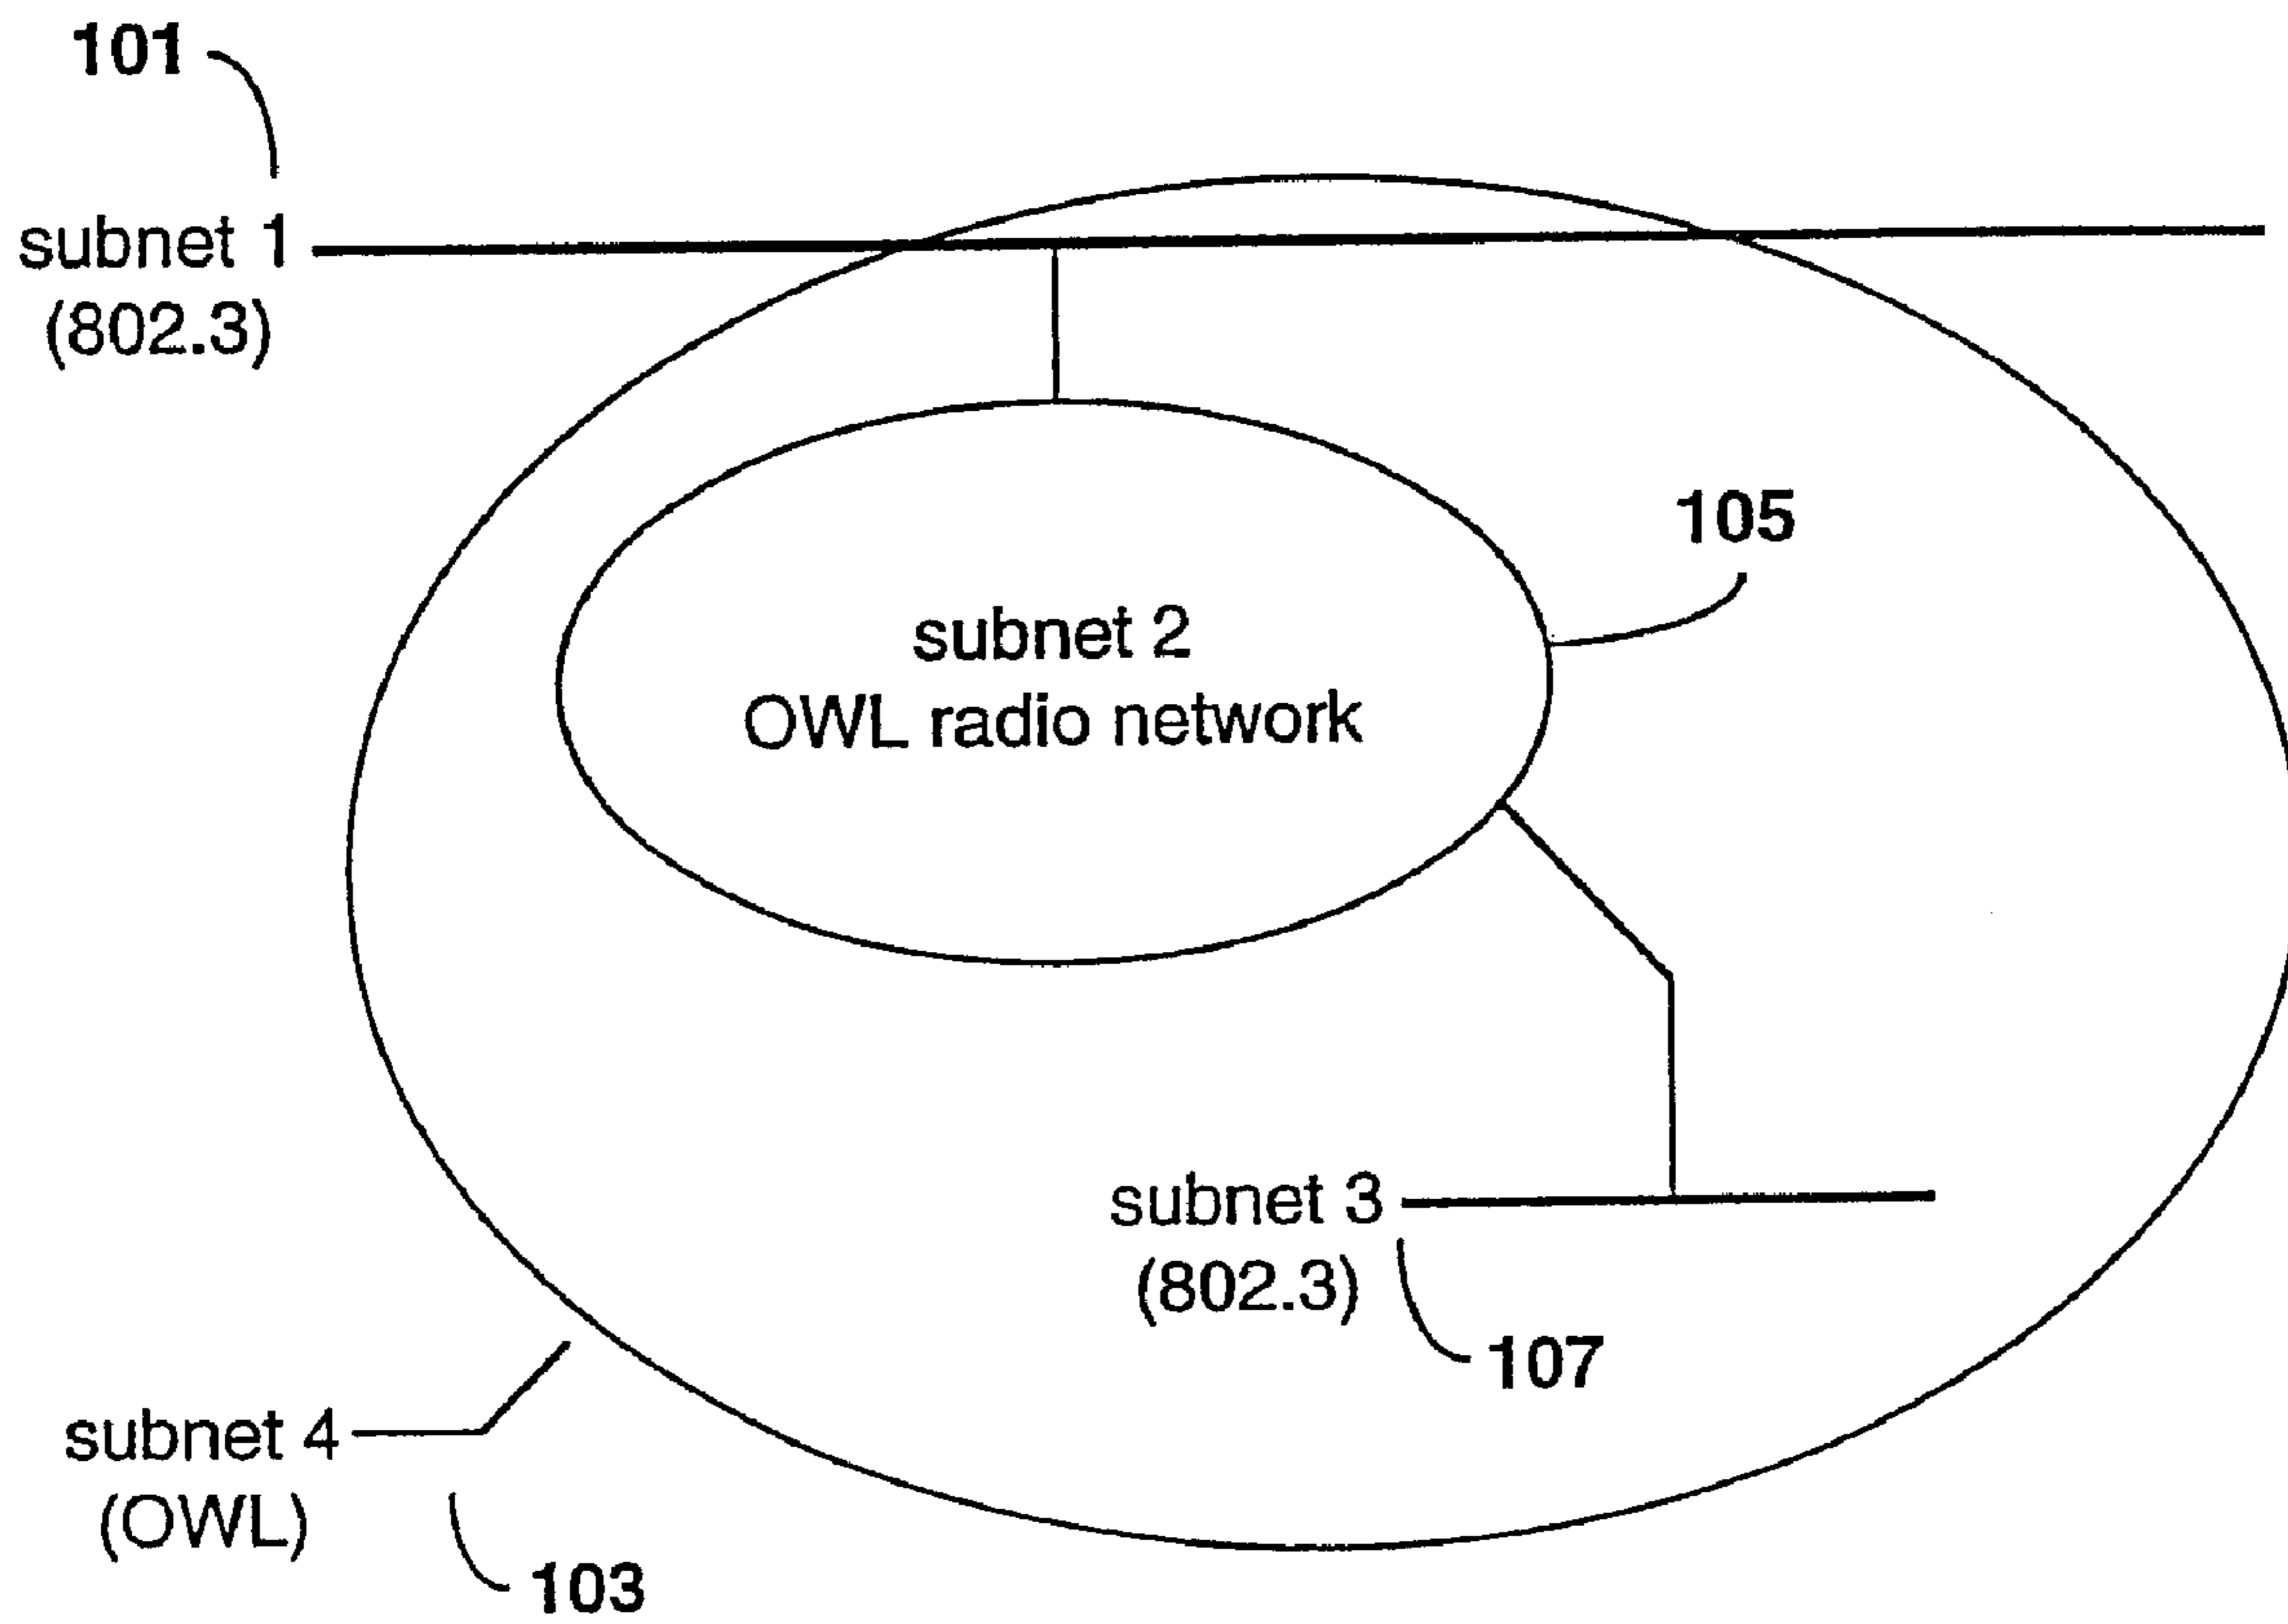 101
subnet 1
(802.3)
105
subnet 2
OWL radio network
subnet 3
(802.3)
107
subnet 4
(OWL)
103